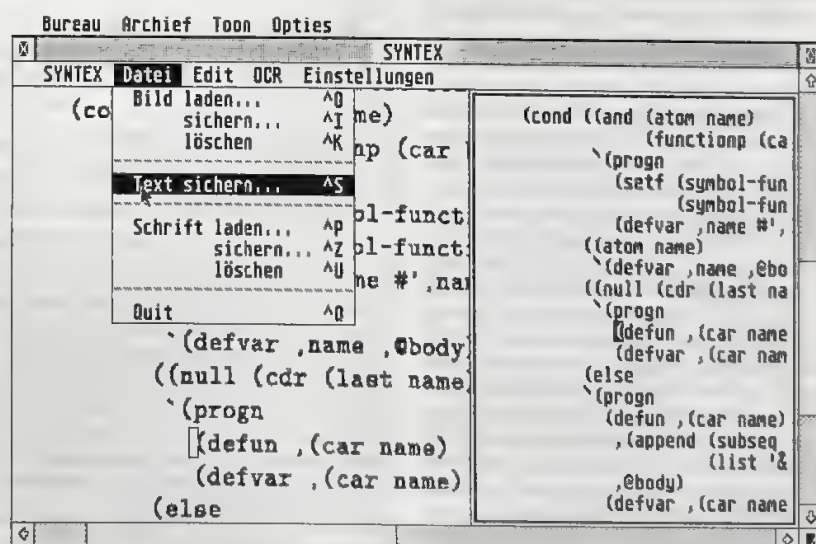 Bureau Archief Toon Opties
SYNTEX
SYNTEX Datei Edit OCR Einstellungen
Bild laden... ^O
sichern... ^I
löschen ^K
Text sichern... ^S
Schrift laden... ^P
sichern... ^Z
löschen ^U
Quit ^Q
(co me)
np (car
ol-funct
ol-funct
me #',na
`(defvar ,name ,@body
((null (cdr (last name
`(progn
(defun ,(car name)
(defvar ,(car name)
(else
(cond ((and (atom name)
(functionp (ca
`(progn
(setf (symbol-fun
(symbol-fun
(defvar ,name #',
((atom name)
`(defvar ,name ,@bo
((null (cdr (last na
`(progn
(defun ,(car name
(defvar ,(car nam
(else
`(progn
(defun ,(car name)
,(append (subseq
(list '&
,@body)
(defvar ,(car name